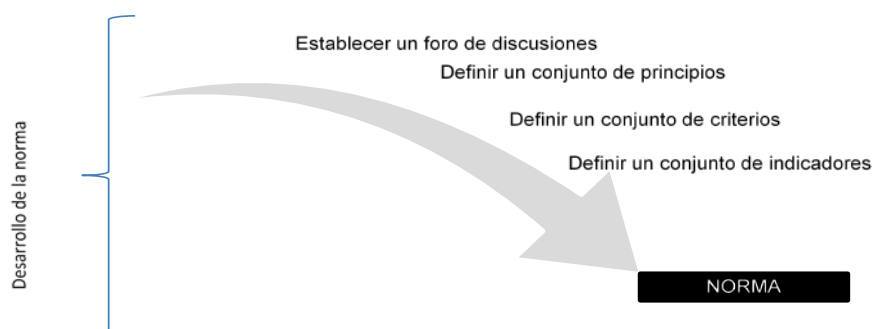 Establecer un foro de discusiones
Definir un conjunto de principios
Definir un conjunto de criterios
Definir un conjunto de indicadores
Desarrollo de la norma
NORMA